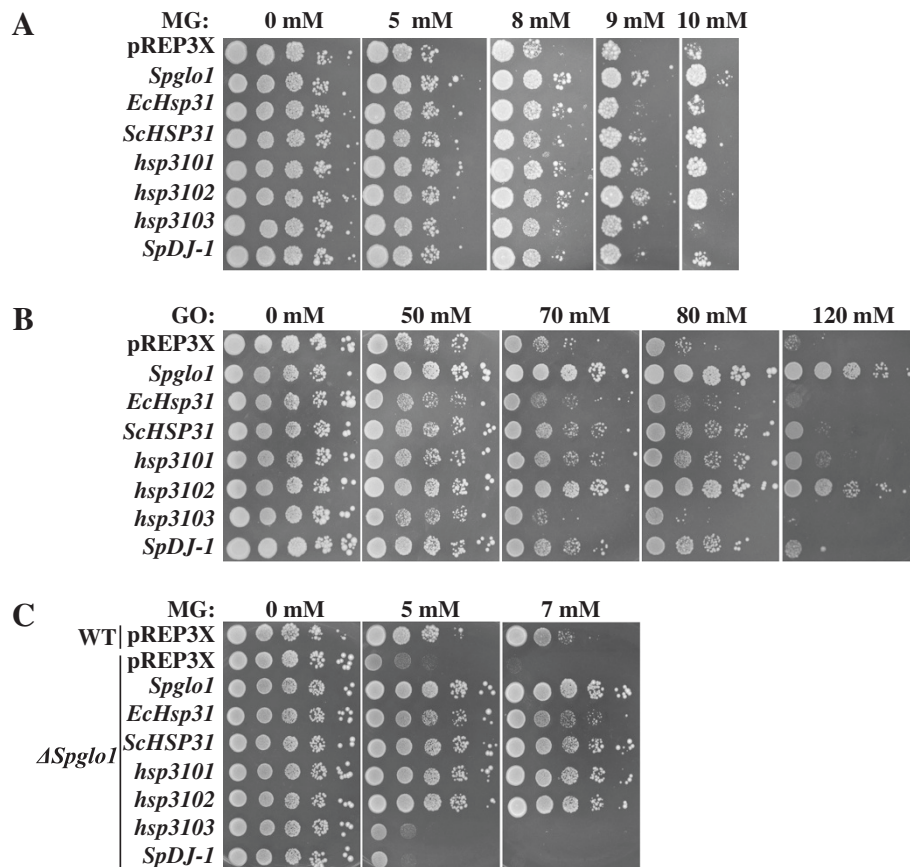 A
MG: 0 mM 5 mM 8 mM 9 mM 10 mM
pREP3X
Spglo1
EcHsp31
ScHSP31
hsp3101
hsp3102
hsp3103
SpDJ-1
B
GO: 0 mM 50 mM 70 mM 80 mM 120 mM
pREP3X
Spglo1
EcHsp31
ScHSP31
hsp3101
hsp3102
hsp3103
SpDJ-1
C
MG: 0 mM 5 mM 7 mM
WT pREP3X
pREP3X
Spglo1
EcHsp31
ScHSP31
ΔSpglo1
hsp3101
hsp3102
hsp3103
SpDJ-1